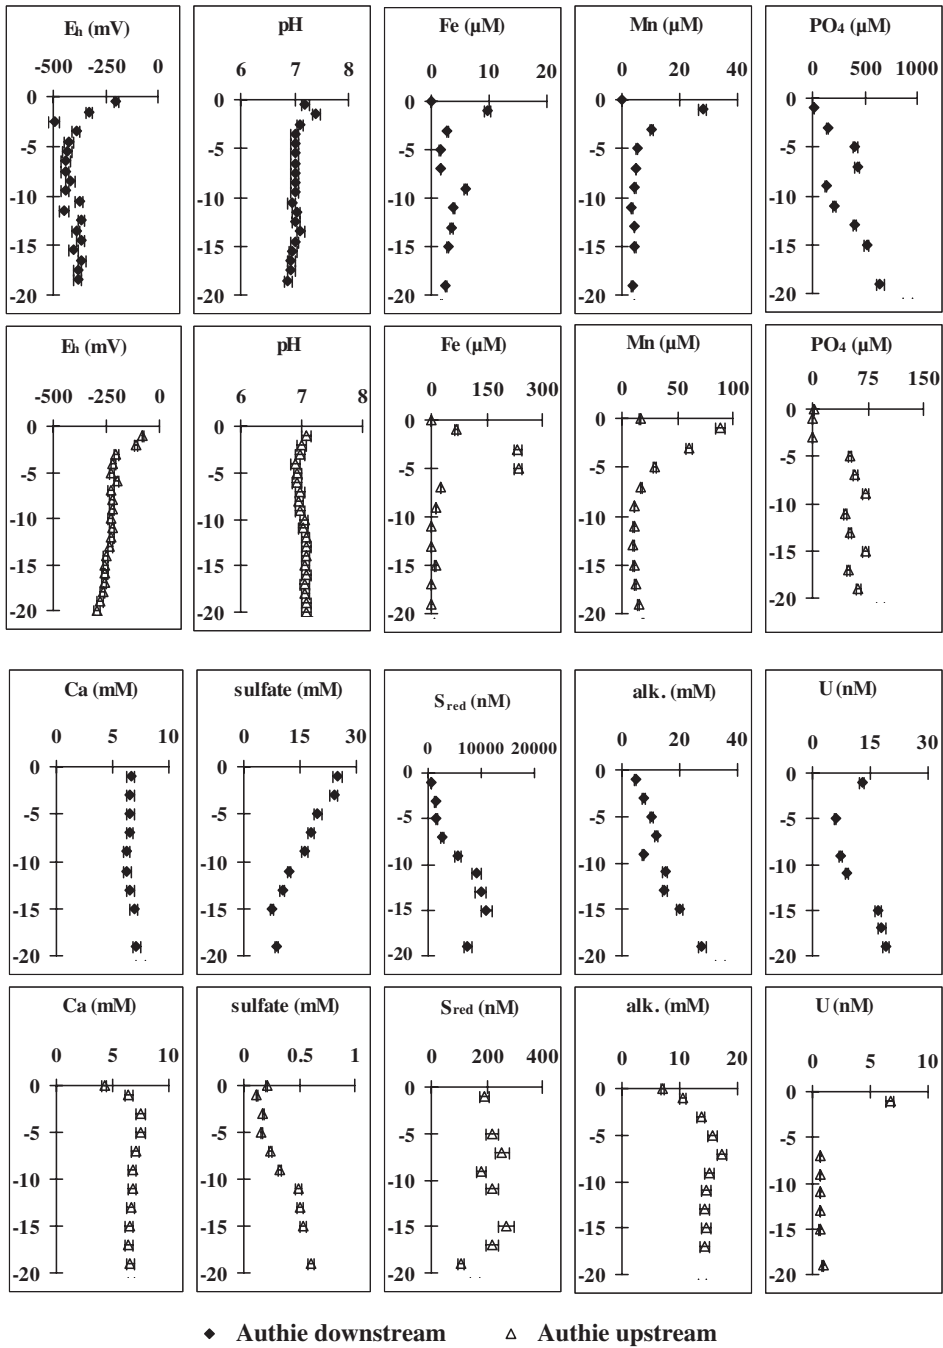 Eh (mV) pH Fe (µM) Mn (µM) PO4 (µM)
-500 -250 0 6 7 8 0 10 20 0 20 40 0 500 1000
0 0 0 0 0
-5 -5 -5 -5 -5
-10 -10 -10 -10 -10
-15 -15 -15 -15 -15
-20 -20 -20 -20 -20
Eh (mV) pH Fe (µM) Mn (µM) PO4 (µM)
-500 -250 0 6 7 8 0 150 300 0 50 100 0 75 150
0 0 0 0 0
-5 -5 -5 -5 -5
-10 -10 -10 -10 -10
-15 -15 -15 -15 -15
-20 -20 -20 -20 -20
Ca (mM) sulfate (mM) Sred (nM) alk. (mM) U (nM)
0 5 10 0 15 30 0 10000 20000 0 20 40 0 15 30
0 0 0 0 0
-5 -5 -5 -5 -5
-10 -10 -10 -10 -10
-15 -15 -15 -15 -15
-20 -20 -20 -20 -20
Ca (mM) sulfate (mM) Sred (nM) alk. (mM) U (nM)
0 5 10 0 0.5 1 0 200 400 0 10 20 0 5 10
0 0 0 0 0
-5 -5 -5 -5 -5
-10 -10 -10 -10 -10
-15 -15 -15 -15 -15
-20 -20 -20 -20 -20
Authie downstream Authie upstream